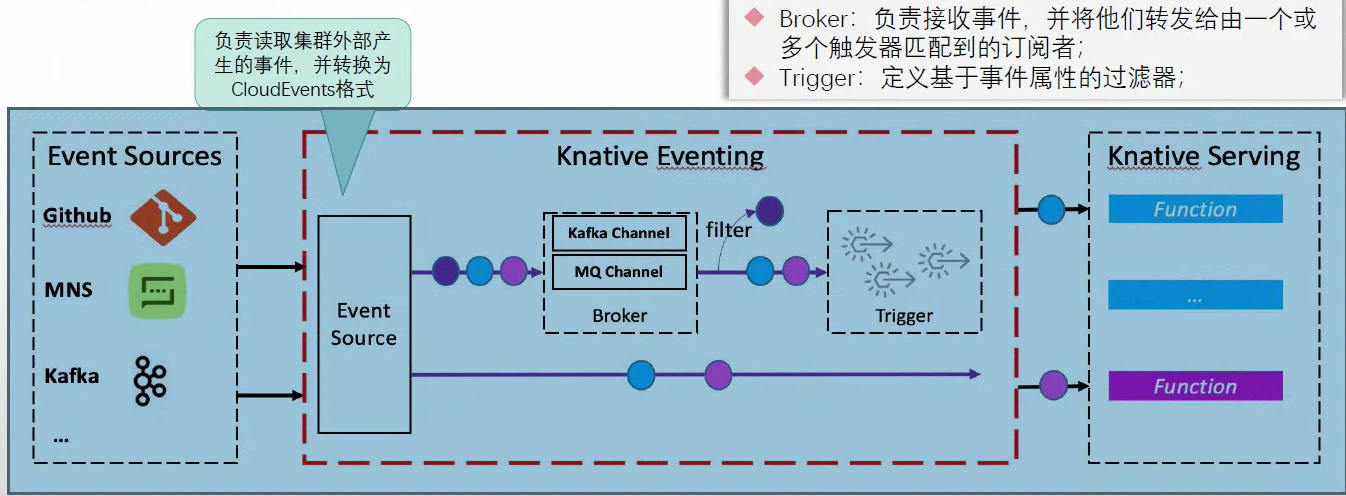 Broker：负责接收事件，并将他们转发给由一个或
多个触发器匹配到的订阅者；
Trigger：定义基于事件属性的过滤器；
负责读取集群外部产
生的事件，并转换为
CloudEvents格式
Event Sources
Github
MNS
Kafka
...
Knative Eventing
Event
Source
Kafka Channel
MQ Channel
Broker
filter
Trigger
Knative Serving
Function
...
Function